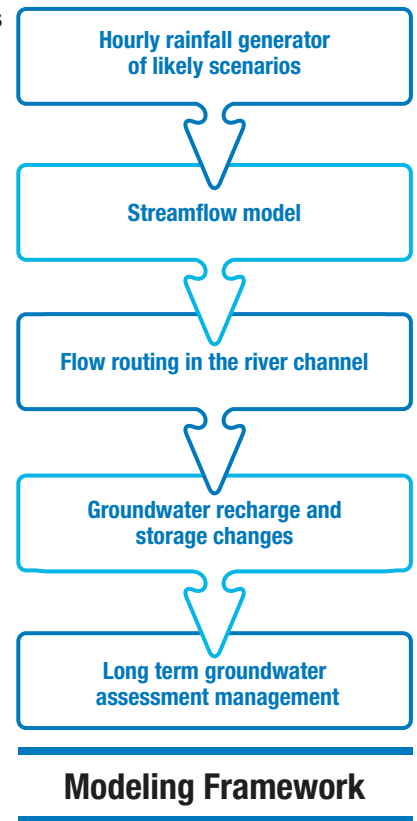 s
Hourly rainfall generator
of likely scenarios
Streamflow model
Flow routing in the river channel
Groundwater recharge and
storage changes
Long term groundwater
assessment management
Modeling Framework